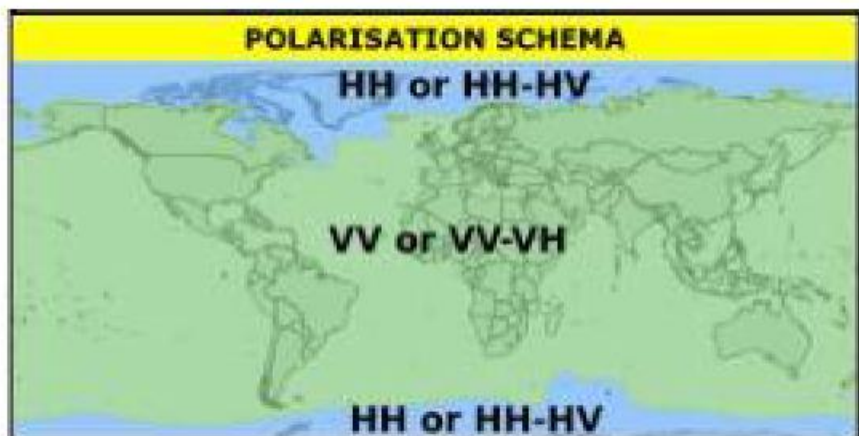 POLARISATION SCHEMA
HH or HH-HV
VV or VV-VH
HH or HH-HV